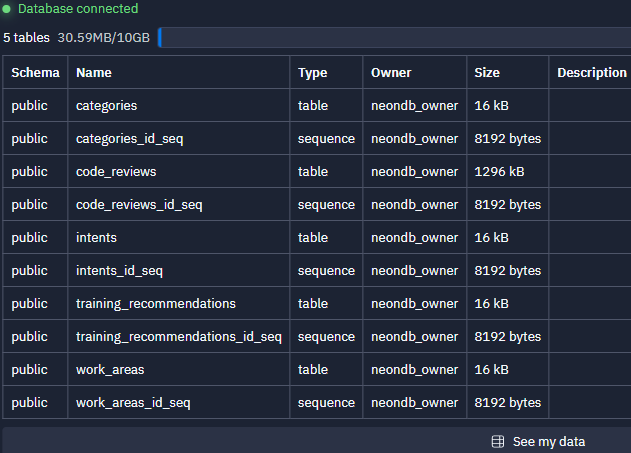 Database connected
5 tables 30.59MB/10GB
Schema Name Type Owner Size Description
public categories table neondb_owner 16 kB
public categories_id_seq sequence neondb_owner 8192 bytes
public code_reviews table neondb_owner 1296 kB
public code_reviews_id_seq sequence neondb_owner 8192 bytes
public intents table neondb_owner 16 kB
public intents_id_seq sequence neondb_owner 8192 bytes
public training_recommendations table neondb_owner 16 kB
public training_recommendations_id_seq sequence neondb_owner 8192 bytes
public work_areas table neondb_owner 16 kB
public work_areas_id_seq sequence neondb_owner 8192 bytes
See my data